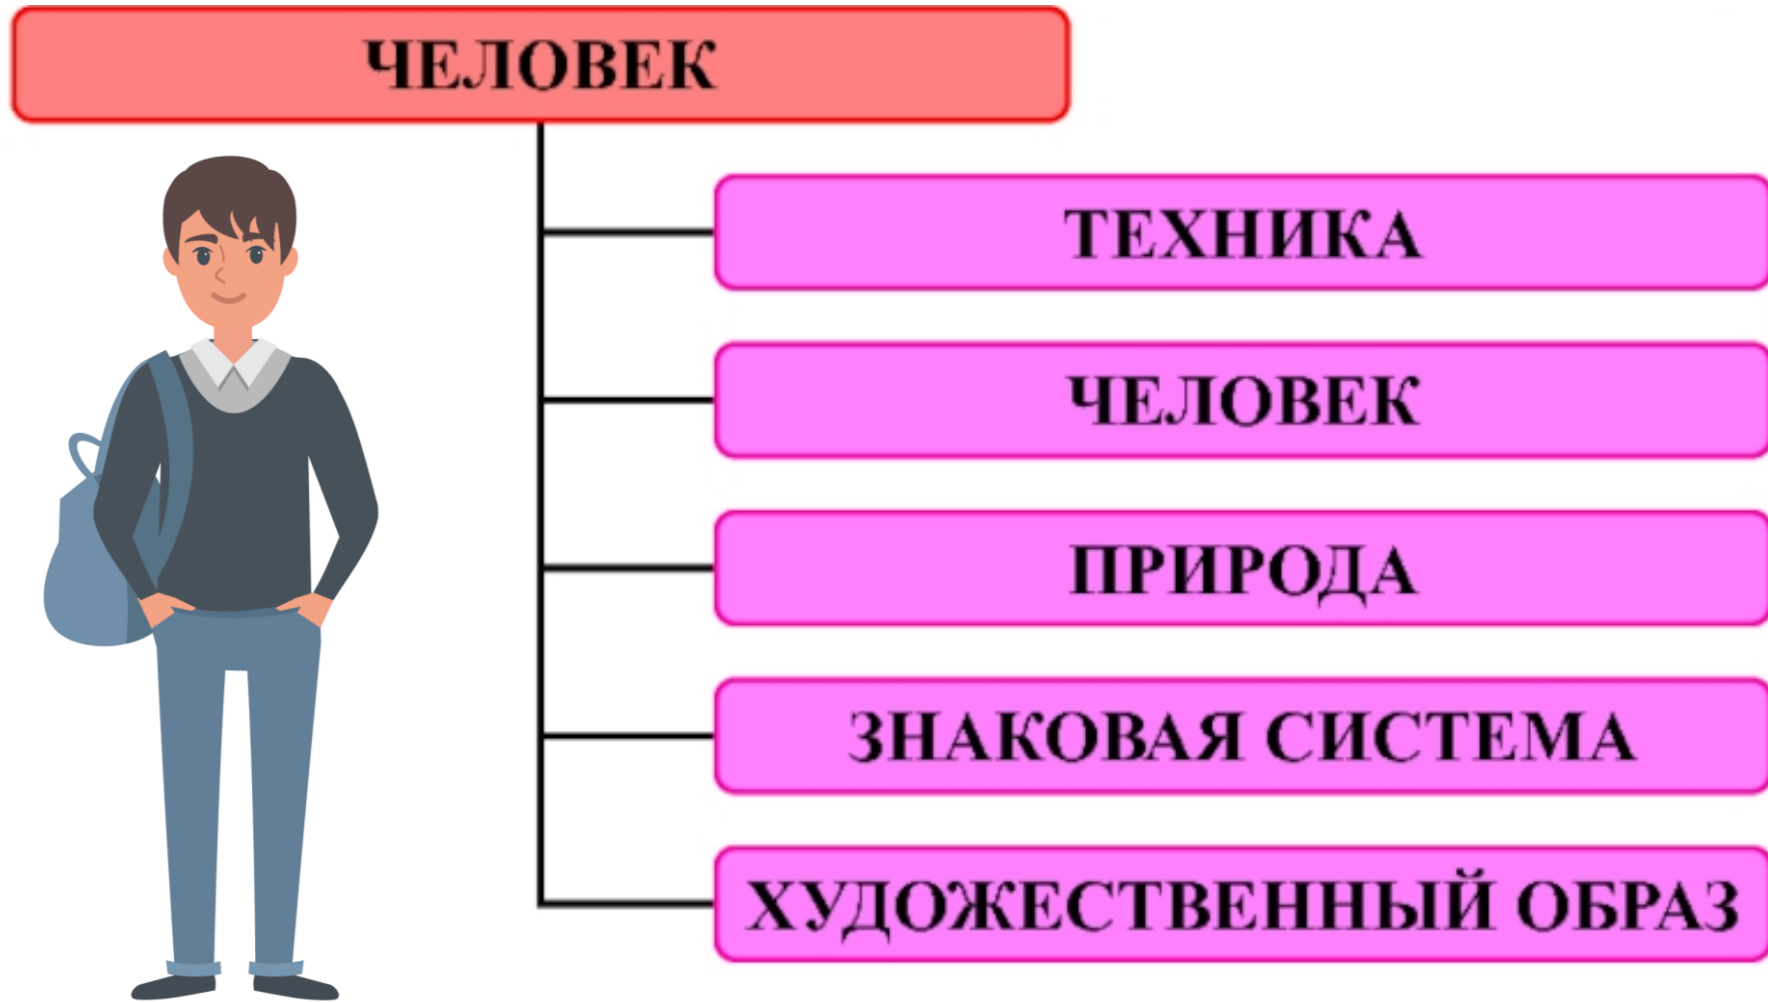 ЧЕЛОВЕК
ТЕХНИКА
ЧЕЛОВЕК
ПРИРОДА
ЗНАКОВАЯ СИСТЕМА
ХУДОЖЕСТВЕННЫЙ ОБРАЗ